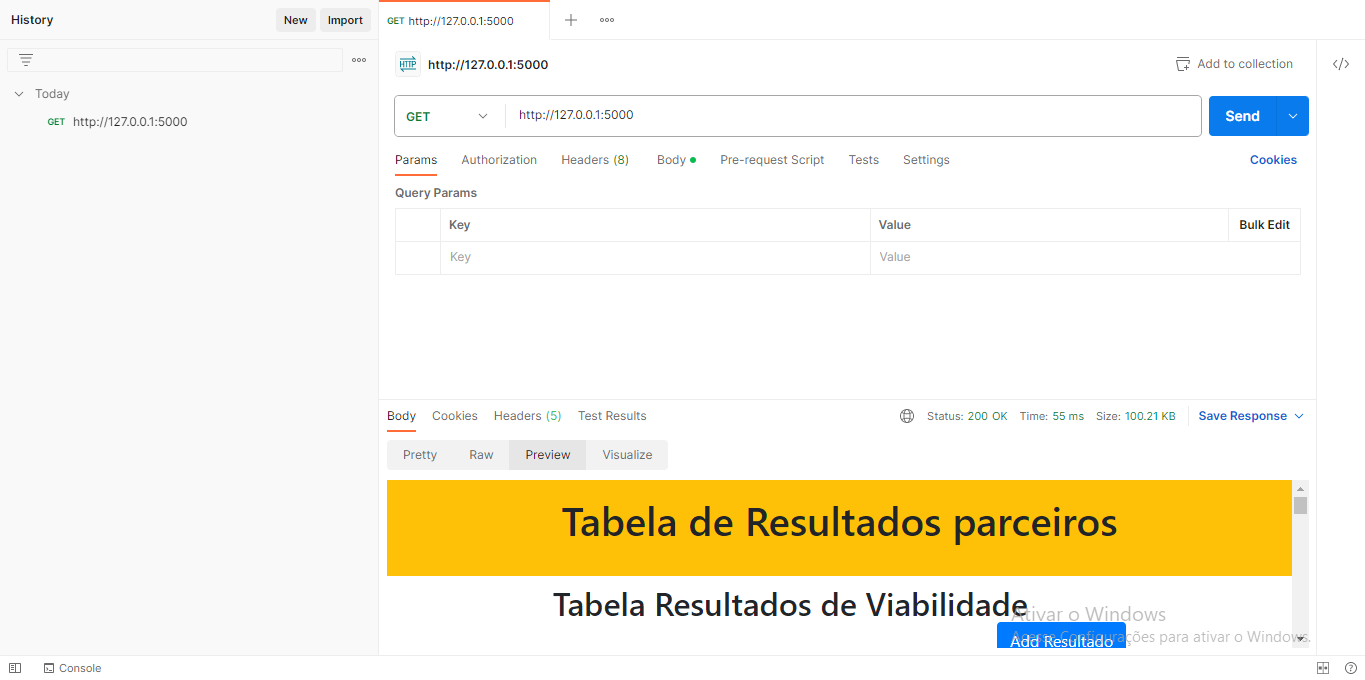 History
New
Import
GET http://127.0.0.1:5000
Today
GET http://127.0.0.1:5000
HTTP http://127.0.0.1:5000
Add to collection
</>
GET http://127.0.0.1:5000
Send
Params Authorization Headers (8) Body Pre-request Script Tests Settings Cookies
Query Params
Key Value Bulk Edit
Key Value
Body Cookies Headers (5) Test Results
Status: 200 OK Time: 55 ms Size: 100.21 KB Save Response
Pretty Raw Preview Visualize
Tabela de Resultados parceiros
Tabela Resultados de Viabilidade
Ativar o Windows
Acesse Configurações para ativar o Windows.
Add Resultado
Console